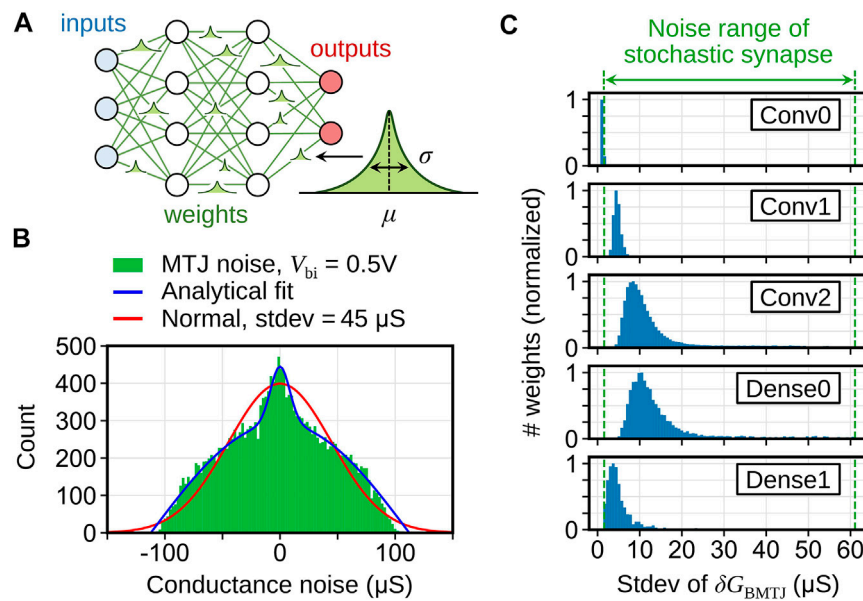 A
inputs
outputs
σ
μ
weights
B
MTJ noise, Vbi = 0.5V
Analytical fit
Normal, stdev = 45 μS
500
400
300
200
100
0
Count
-100 0 100
Conductance noise (μS)
C
Noise range of
stochastic synapse
# weights (normalized)
1
0
Conv0
1
0
Conv1
1
0
Conv2
1
0
Dense0
1
0
Dense1
0 10 20 30 40 50 60
Stdev of δGBMTJ (μS)